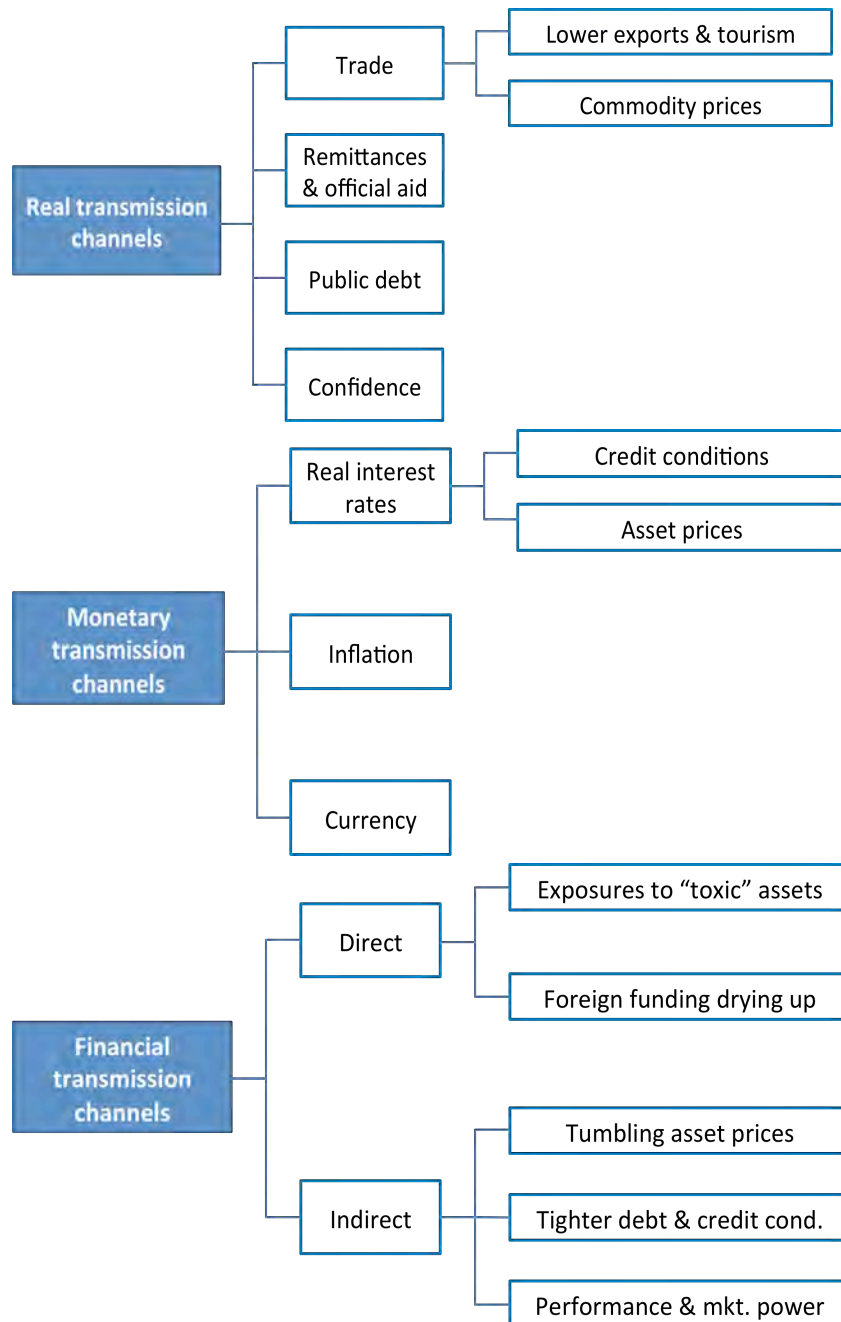 Lower exports & tourism
Trade
Commodity prices
Remittances
& official aid
Real transmission
channels
Public debt
Confidence
Credit conditions
Real interest
rates
Asset prices
Monetary
transmission
channels
Inflation
Currency
Exposures to “toxic” assets
Direct
Foreign funding drying up
Financial
transmission
channels
Tumbling asset prices
Indirect
Tighter debt & credit cond.
Performance & mkt. power